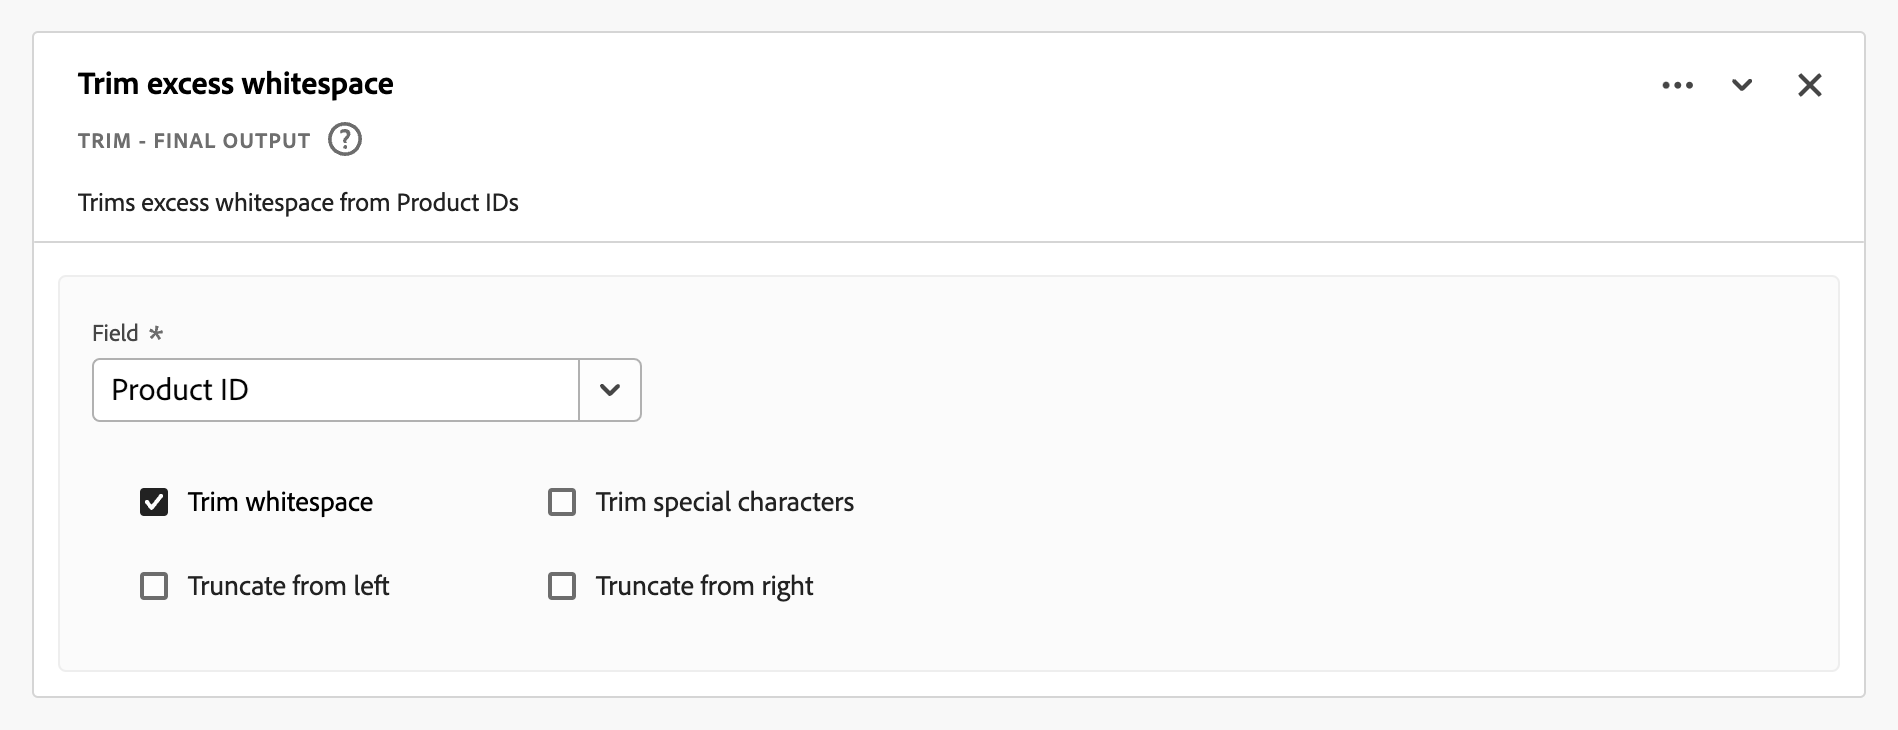 Trim excess whitespace
TRIM - FINAL OUTPUT ?
Trims excess whitespace from Product IDs
Field *
Product ID
Trim whitespace
Trim special characters
Truncate from left
Truncate from right